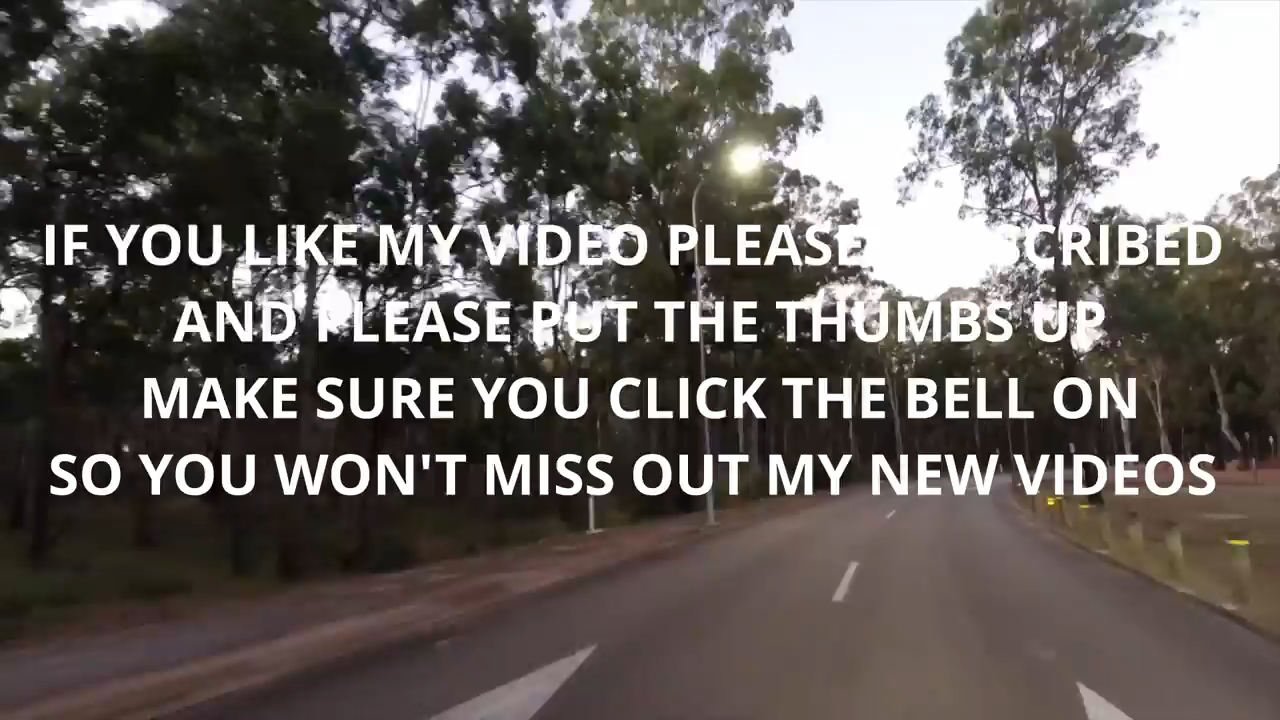 IF YOU LIKE MY VIDEO PLEASE SUBSCRIBED
AND PLEASE PUT THE THUMBS UP
MAKE SURE YOU CLICK THE BELL ON
SO YOU WON'T MISS OUT MY NEW VIDEOS